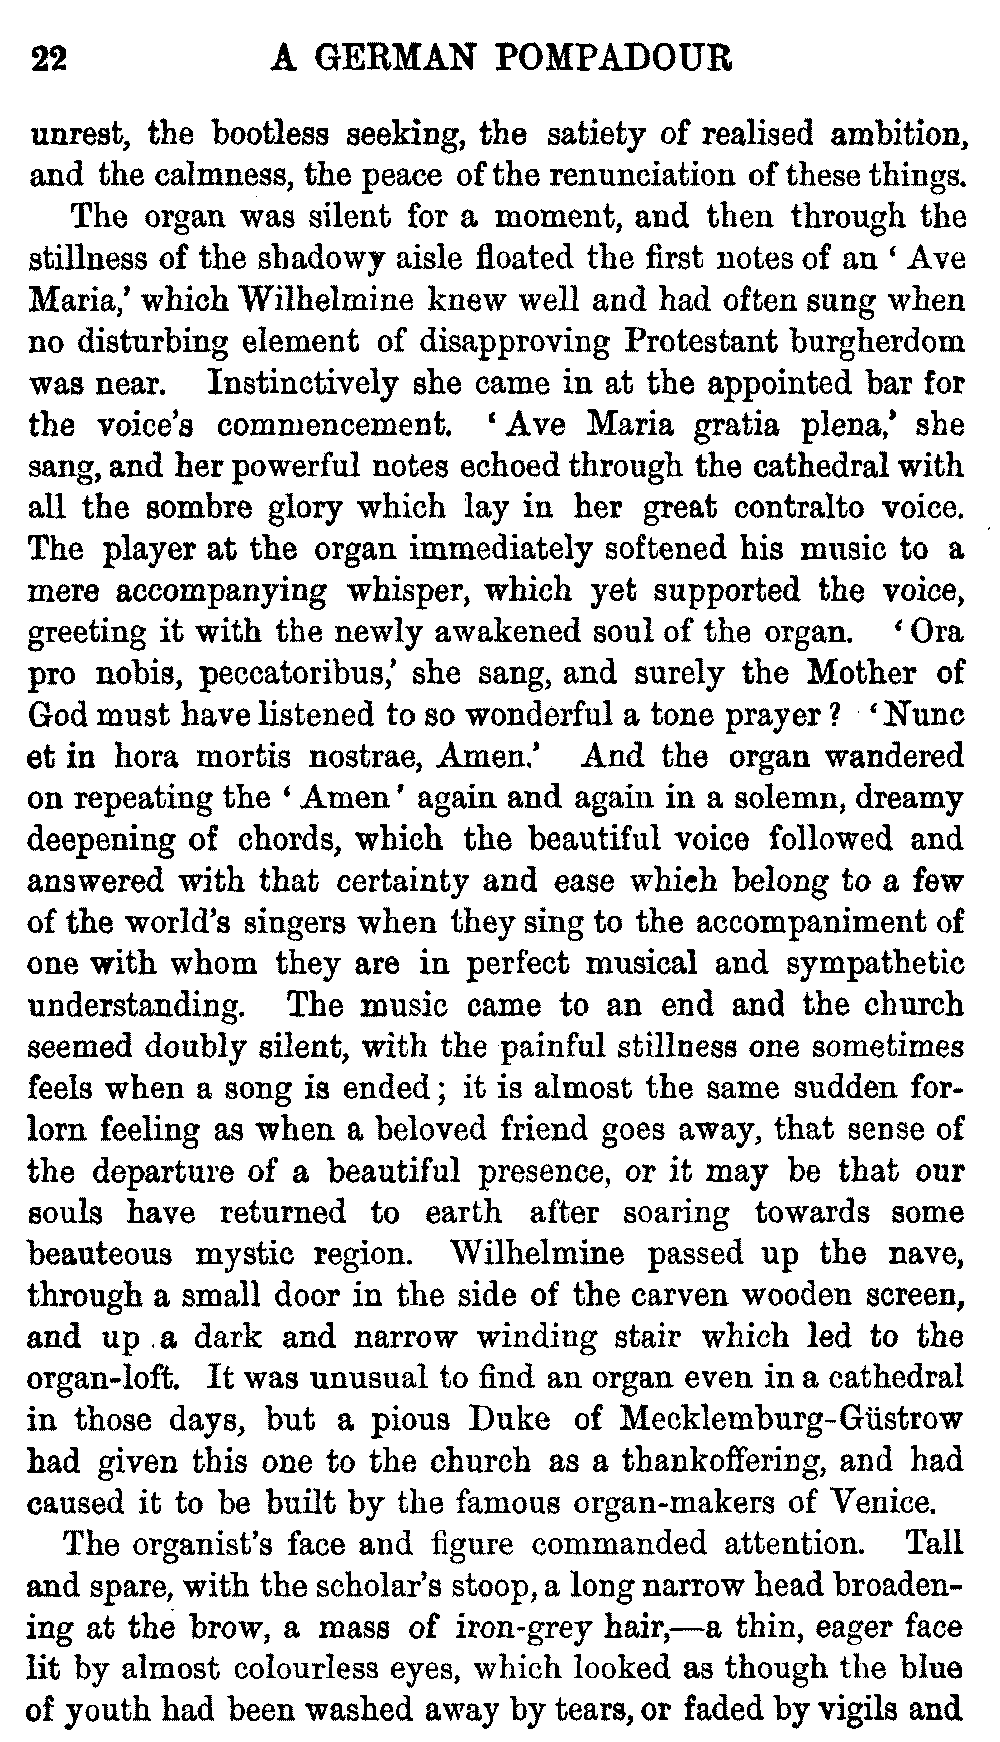 22 A GERMAN POMPADOUR
unrest, the bootless seeking, the satiety of realised ambition,
and the calmness, the peace of the renunciation of these things.
The organ was silent for a moment, and then through the
stillness of the shadowy aisle floated the first notes of an ‘ Ave
Maria,’ which Wilhelmine knew well and had often sung when
no disturbing element of disapproving Protestant burgherdom
was near. Instinctively she came in at the appointed bar for
the voice’s commencement. ‘ Ave Maria gratia plena,’ she
sang, and her powerful notes echoed through the cathedral with
all the sombre glory which lay in her great contralto voice.
The player at the organ immediately softened his music to a
mere accompanying whisper, which yet supported the voice,
greeting it with the newly awakened soul of the organ. ‘ Ora
pro nobis, peccatoribus,’ she sang, and surely the Mother of
God must have listened to so wonderful a tone prayer? ‘ Nunc
et in hora mortis nostrae, Amen.’ And the organ wandered
on repeating the ‘ Amen ’ again and again in a solemn, dreamy
deepening of chords, which the beautiful voice followed and
answered with that certainty and ease which belong to a few
of the world’s singers when they sing to the accompaniment of
one with whom they are in perfect musical and sympathetic
understanding. The music came to an end and the church
seemed doubly silent, with the painful stillness one sometimes
feels when a song is ended; it is almost the same sudden for-
lorn feeling as when a beloved friend goes away, that sense of
the departure of a beautiful presence, or it may be that our
souls have returned to earth after soaring towards some
beauteous mystic region. Wilhelmine passed up the nave,
through a small door in the side of the carven wooden screen,
and up a dark and narrow winding stair which led to the
organ-loft. It was unusual to find an organ even in a cathedral
in those days, but a pious Duke of Mecklemburg-Güstrow
had given this one to the church as a thankoffering, and had
caused it to be built by the famous organ-makers of Venice.
The organist’s face and figure commanded attention. Tall
and spare, with the scholar’s stoop, a long narrow head broaden-
ing at the brow, a mass of iron-grey hair,—a thin, eager face
lit by almost colourless eyes, which looked as though the blue
of youth had been washed away by tears, or faded by vigils and